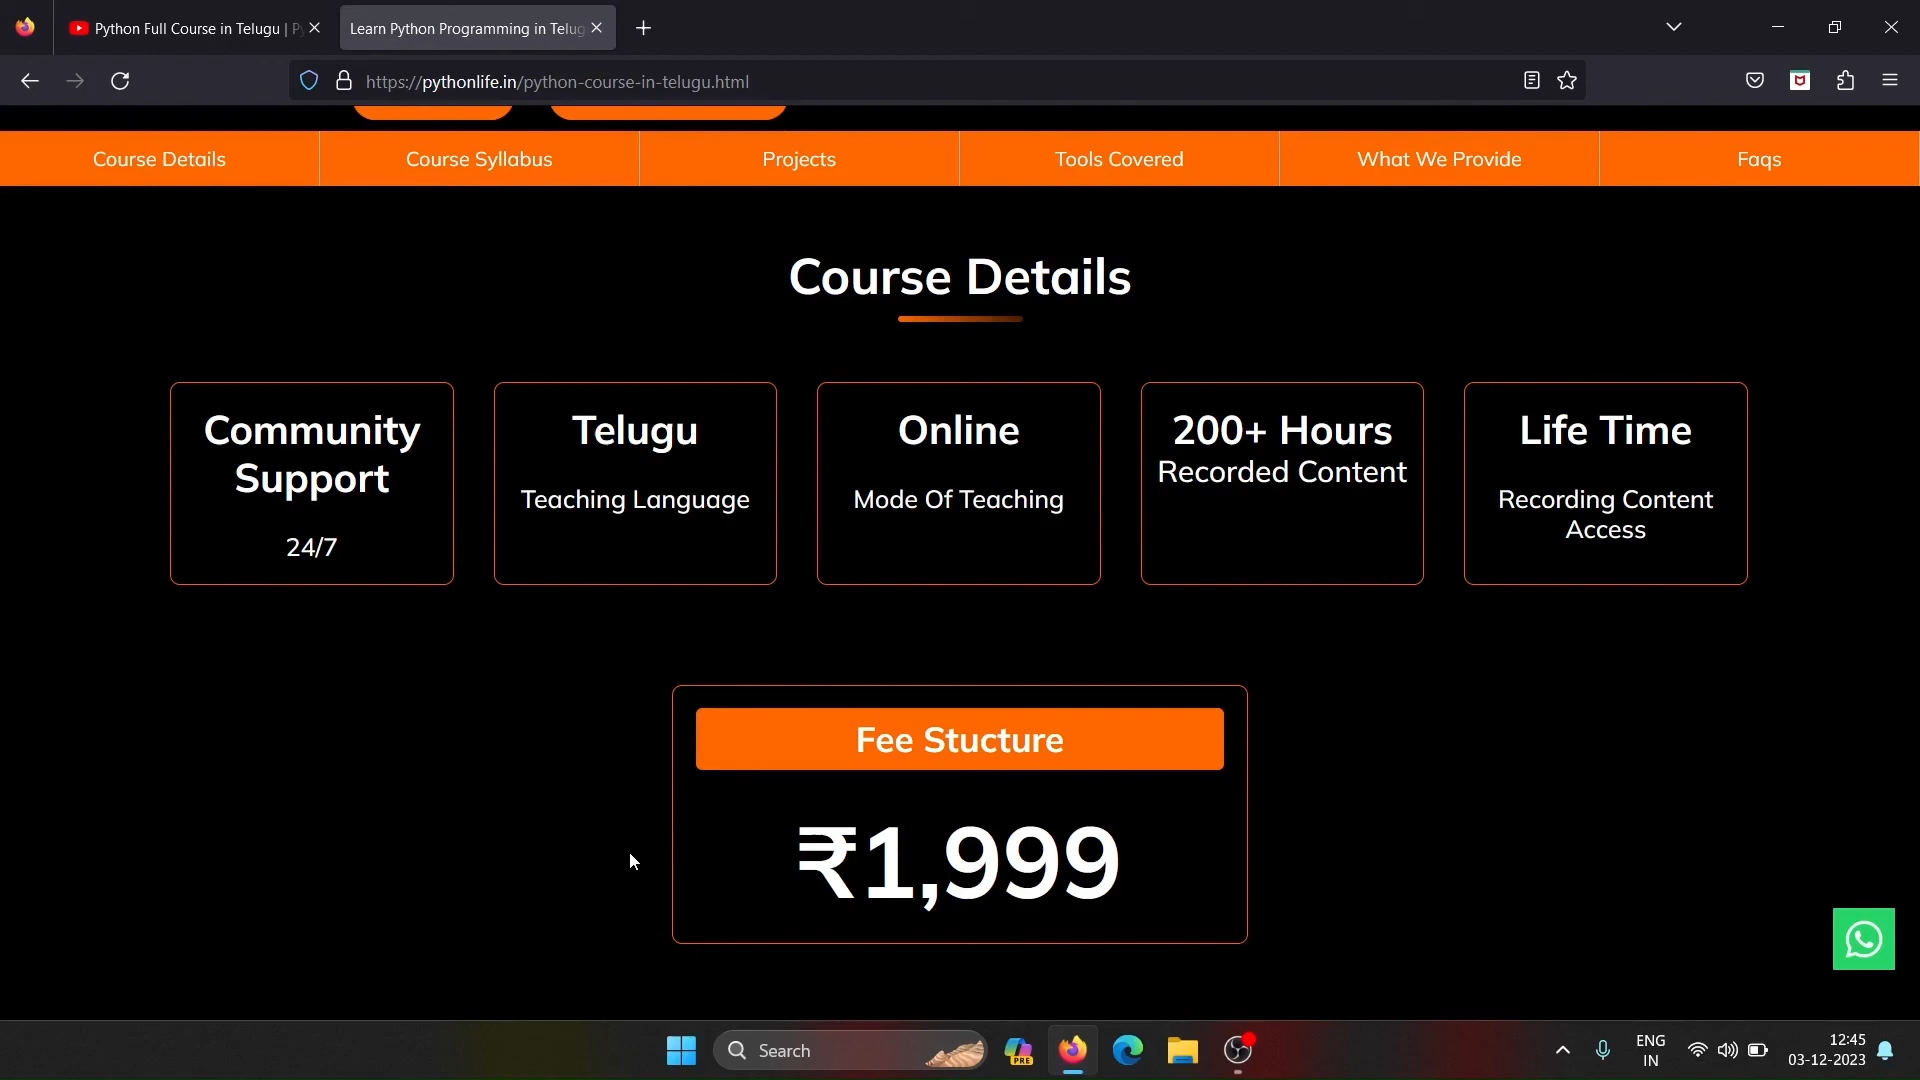 Python Full Course in Telugu | Py
Learn Python Programming in Telug
https://pythonlife.in/python-course-in-telugu.html
Course Details
Course Syllabus
Projects
Tools Covered
What We Provide
Faqs
Course Details
Community
Support
24/7
Telugu
Teaching Language
Online
Mode Of Teaching
200+ Hours
Recorded Content
Life Time
Recording Content
Access
Fee Stucture
₹1,999
Search
PRE
ENG
IN
12:45
03-12-2023